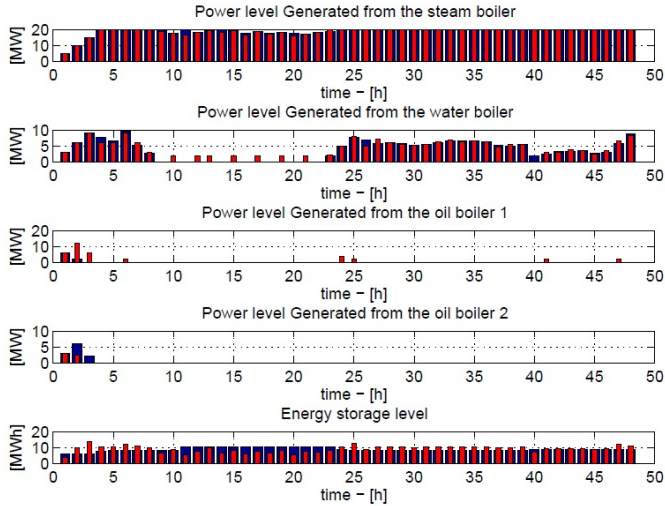 Power level Generated from the steam boiler
20
10
0
[MW]
0 5 10 15 20 25 30 35 40 45 50
time − [h]
Power level Generated from the water boiler
10
5
0
[MW]
0 5 10 15 20 25 30 35 40 45 50
time − [h]
Power level Generated from the oil boiler 1
20
10
0
[MW]
0 5 10 15 20 25 30 35 40 45 50
time − [h]
Power level Generated from the oil boiler 2
10
5
0
[MW]
0 5 10 15 20 25 30 35 40 45 50
time − [h]
Energy storage level
20
10
0
[MWh]
0 5 10 15 20 25 30 35 40 45 50
time − [h]